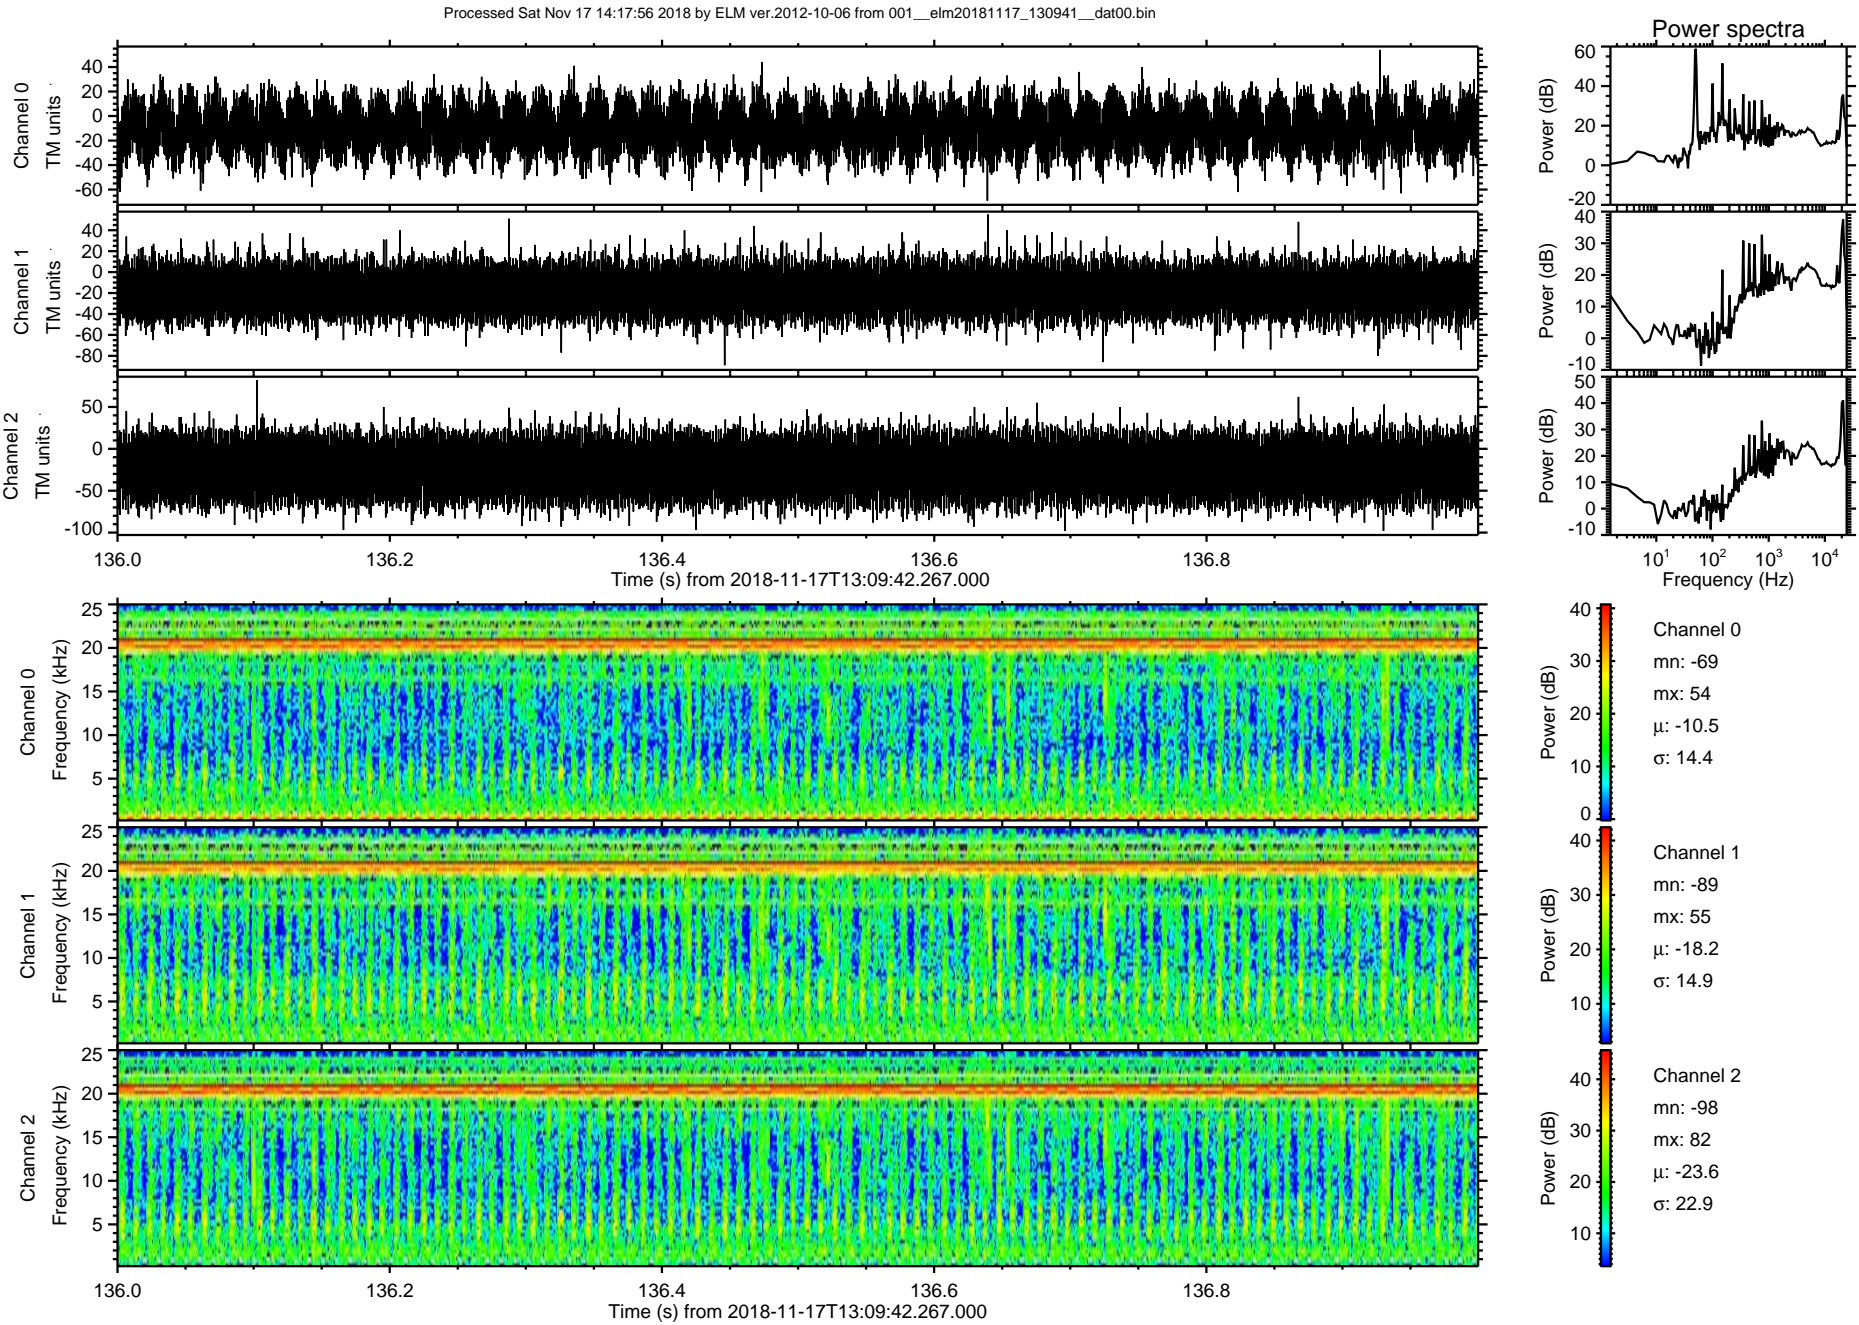 Processed Sat Nov 17 14:17:56 2018 by ELM ver.2012-10-06 from 001__elm20181117_130941__dat00.bin
Power spectra
Channel 0
TM units
40
20
0
-20
-40
-60
Power (dB)
60
40
20
0
-20
Channel 1
TM units
40
20
0
-20
-40
-60
-80
Power (dB)
40
30
20
10
0
-10
Channel 2
TM units
50
0
-50
-100
Power (dB)
50
40
30
20
10
0
-10
136.0 136.2 136.4 136.6 136.8
Time (s) from 2018-11-17T13:09:42.267.000
10^1 10^2 10^3 10^4
Frequency (Hz)
Channel 0
Frequency (kHz)
25
20
15
10
5
Power (dB)
40
30
20
10
0
Channel 0
mn: -69
mx: 54
μ: -10.5
σ: 14.4
Channel 1
Frequency (kHz)
25
20
15
10
5
Power (dB)
40
30
20
10
Channel 1
mn: -89
mx: 55
μ: -18.2
σ: 14.9
Channel 2
Frequency (kHz)
25
20
15
10
5
Power (dB)
40
30
20
10
Channel 2
mn: -98
mx: 82
μ: -23.6
σ: 22.9
136.0 136.2 136.4 136.6 136.8
Time (s) from 2018-11-17T13:09:42.267.000